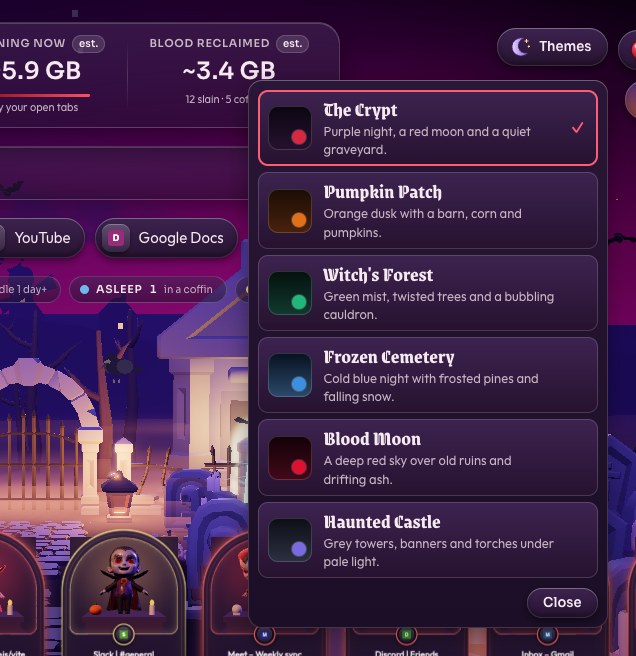 NING NOW est.
5.9 GB
y your open tabs
BLOOD RECLAIMED est.
~3.4 GB
12 slain · 5 cof
Themes
The Crypt
Purple night, a red moon and a quiet
graveyard.
Pumpkin Patch
Orange dusk with a barn, corn and
pumpkins.
Witch's Forest
Green mist, twisted trees and a bubbling
cauldron.
Frozen Cemetery
Cold blue night with frosted pines and
falling snow.
Blood Moon
A deep red sky over old ruins and
drifting ash.
Haunted Castle
Grey towers, banners and torches under
pale light.
Close
YouTube
D Google Docs
dle 1 day+
ASLEEP 1 in a coffin
Slack | #general
Meet – Weekly sync
Discord | Friends
Inbox – Gmail